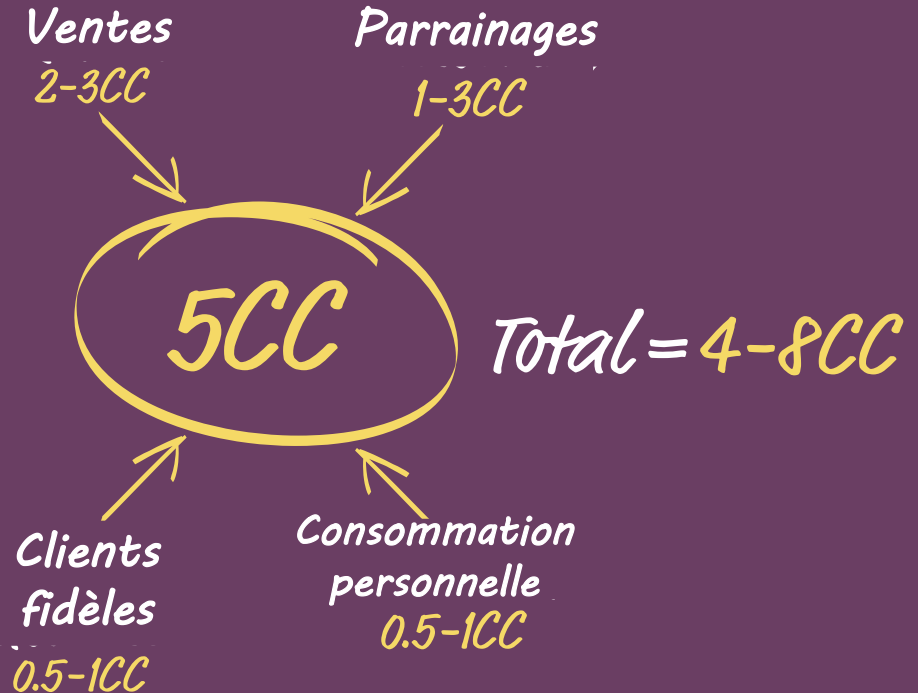 Ventes
2-3CC
Parrainages
1-3CC
5CC
Total = 4-8CC
Clients
fidèles
0.5-1CC
Consommation
personnelle
0.5-1CC